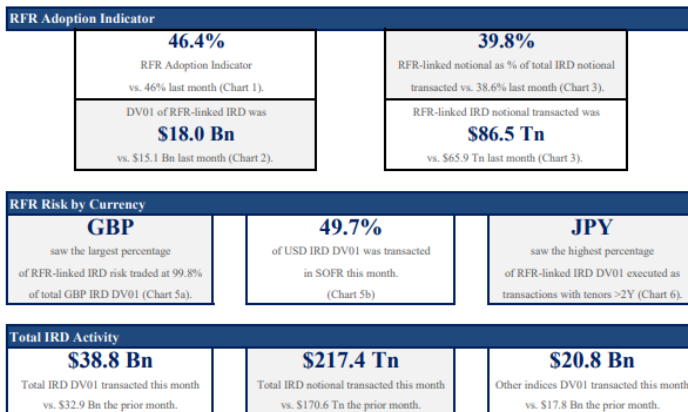 RFR Adoption Indicator
46.4%
RFR Adoption Indicator
vs. 46% last month (Chart 1).
39.8%
RFR-linked notional as % of total IRD notional
transacted vs. 38.6% last month (Chart 3).
DV01 of RFR-linked IRD was
$18.0 Bn
vs. $15.1 Bn last month (Chart 2).
RFR-linked IRD notional transacted was
$86.5 Tn
vs. $65.9 Tn last month (Chart 3).
RFR Risk by Currency
GBP
saw the largest percentage
of RFR-linked IRD risk traded at 99.8%
of total GBP IRD DV01 (Chart 5a).
49.7%
of USD IRD DV01 was transacted
in SOFR this month.
(Chart 5b)
JPY
saw the highest percentage
of RFR-linked IRD DV01 executed as
transactions with tenors >2Y (Chart 6).
Total IRD Activity
$38.8 Bn
Total IRD DV01 transacted this month
vs. $32.9 Bn the prior month.
$217.4 Tn
Total IRD notional transacted this month
vs. $170.6 Tn the prior month.
$20.8 Bn
Other indices DV01 transacted this month
vs. $17.8 Bn the prior month.